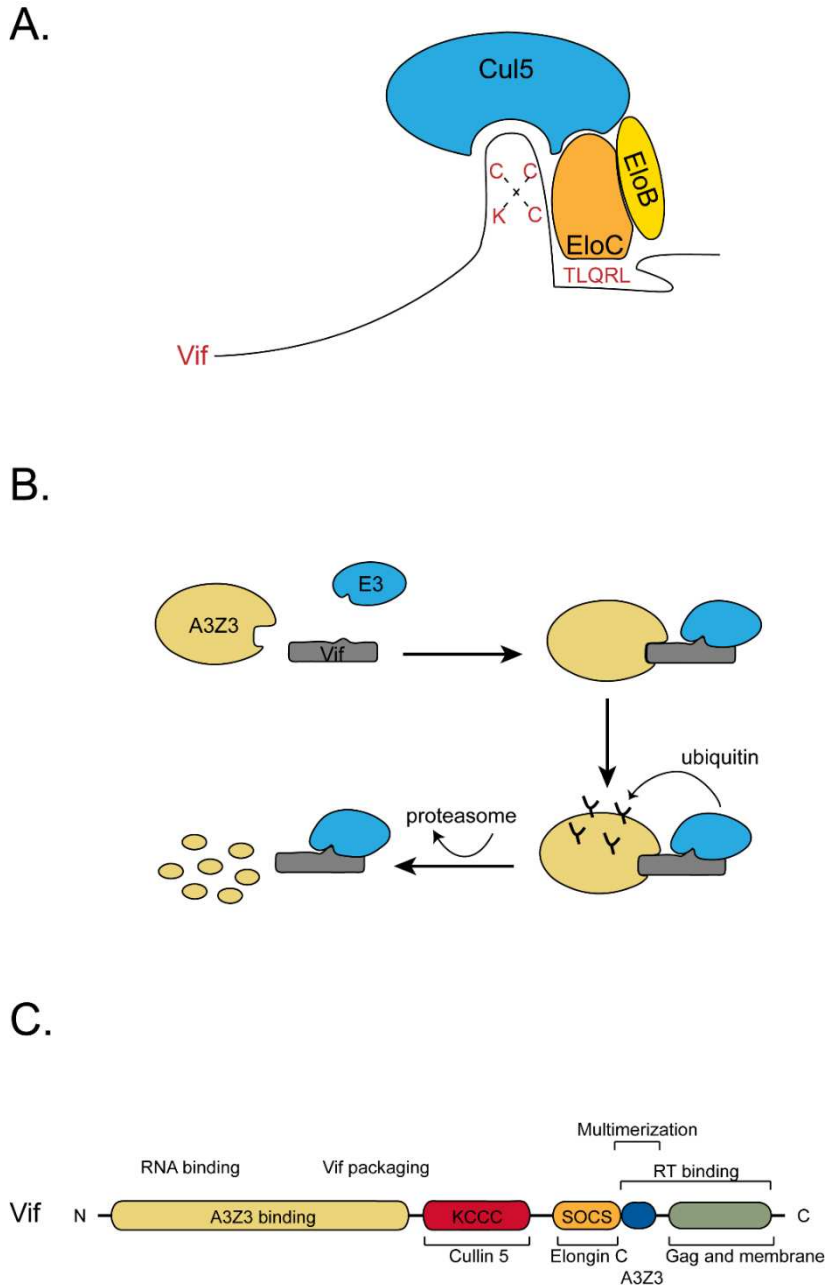 A.
Cul5
EloB
C C
K C
EloC
TLQRL
Vif
B.
E3
A3Z3
Vif
ubiquitin
proteasome
C.
Multimerization
RNA binding Vif packaging RT binding
Vif N A3Z3 binding KCCC SOCS C
Cullin 5 Elongin C Gag and membrane
A3Z3